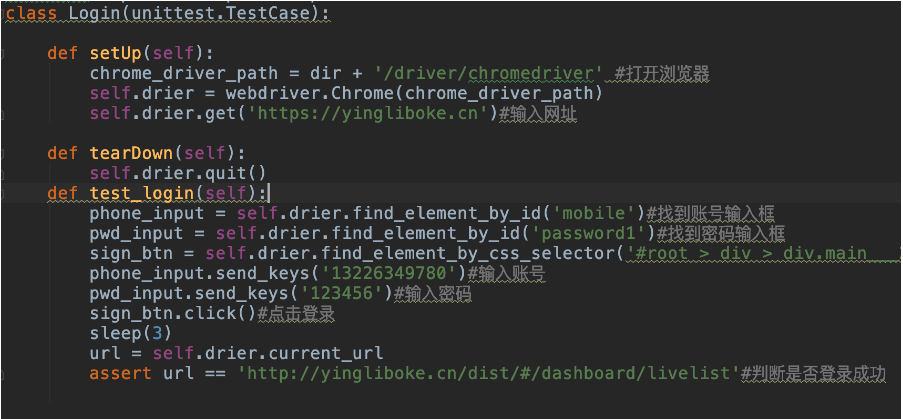 class Login(unittest.TestCase):
def setUp(self):
chrome_driver_path = dir + '/driver/chromedriver' #打开浏览器
self.drier = webdriver.Chrome(chrome_driver_path)
self.drier.get('https://yingliboke.cn')#输入网址
def tearDown(self):
self.drier.quit()
def test_login(self):
phone_input = self.drier.find_element_by_id('mobile')#找到账号输入框
pwd_input = self.drier.find_element_by_id('password1')#找到密码输入框
sign_btn = self.drier.find_element_by_css_selector('#root > div > div.main___
phone_input.send_keys('13226349780')#输入账号
pwd_input.send_keys('123456')#输入密码
sign_btn.click()#点击登录
sleep(3)
url = self.drier.current_url
assert url == 'http://yingliboke.cn/dist/#/dashboard/livelist'#判断是否登录成功